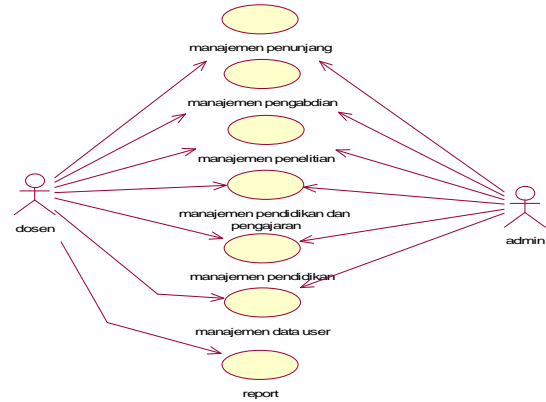 manajemen penunjang
manajemen pengabdian
manajemen penelitian
manajemen pendidikan dan
pengajaran
dosen
admin
manajemen pendidikan
manajemen data user
report